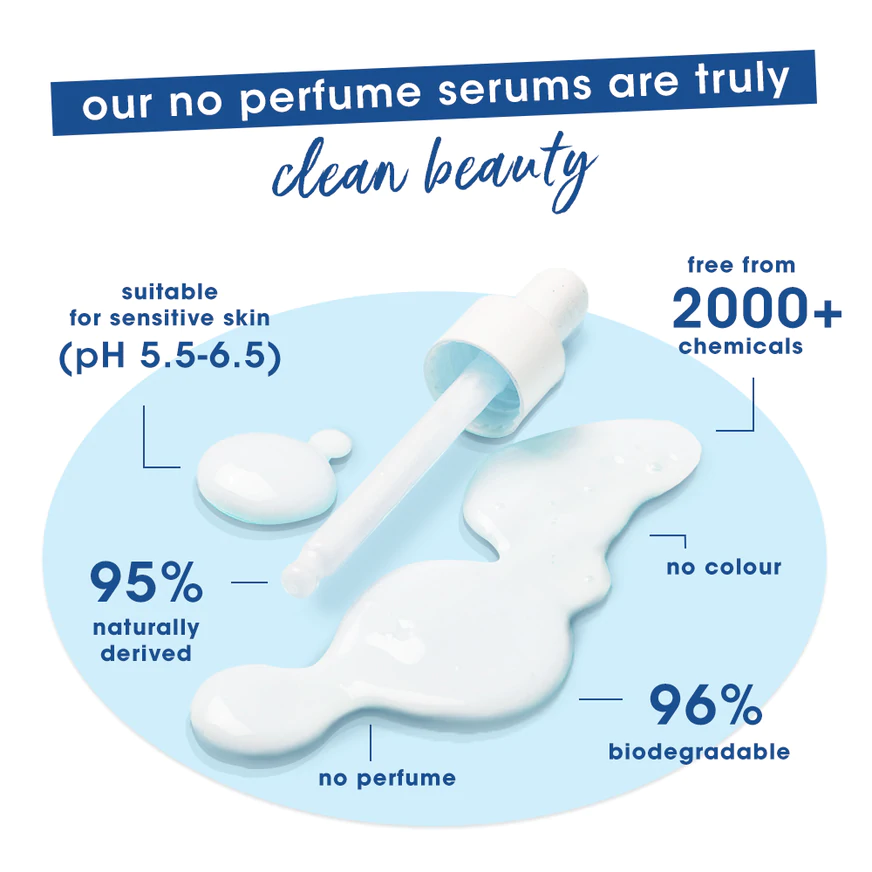 our no perfume serums are truly
clean beauty
suitable
for sensitive skin
(pH 5.5-6.5)
free from
2000+
chemicals
95%
naturally
derived
no colour
96%
biodegradable
no perfume